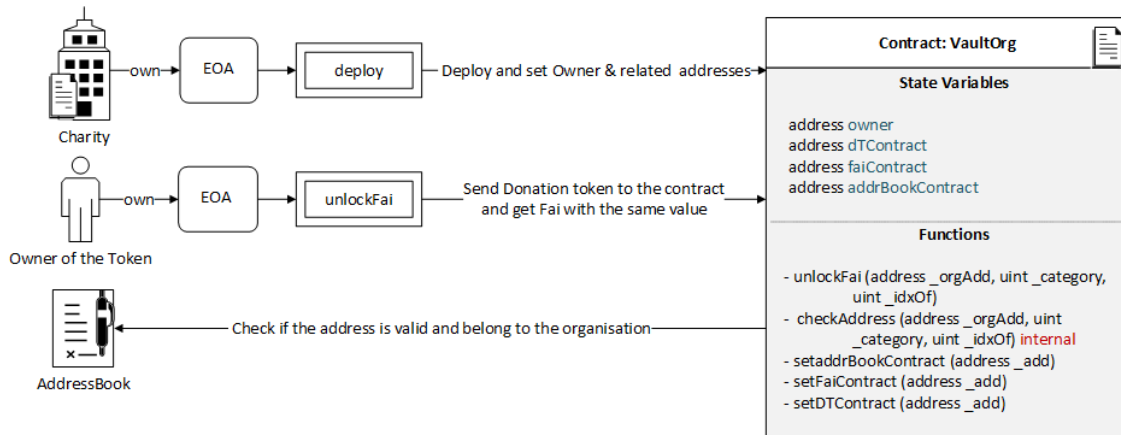 Charity
own
EOA
deploy
Deploy and set Owner & related addresses
Owner of the Token
own
EOA
unlockFai
Send Donation token to the contract
and get Fai with the same value
AddressBook
Check if the address is valid and belong to the organisation
Contract: VaultOrg
State Variables
address owner
address dTContract
address faiContract
address addrBookContract
Functions
- unlockFai (address _orgAdd, uint _category,
uint _idxOf)
- checkAddress (address _orgAdd, uint
_category, uint _idxOf) internal
- setaddrBookContract (address _add)
- setFaiContract (address _add)
- setDTContract (address _add)